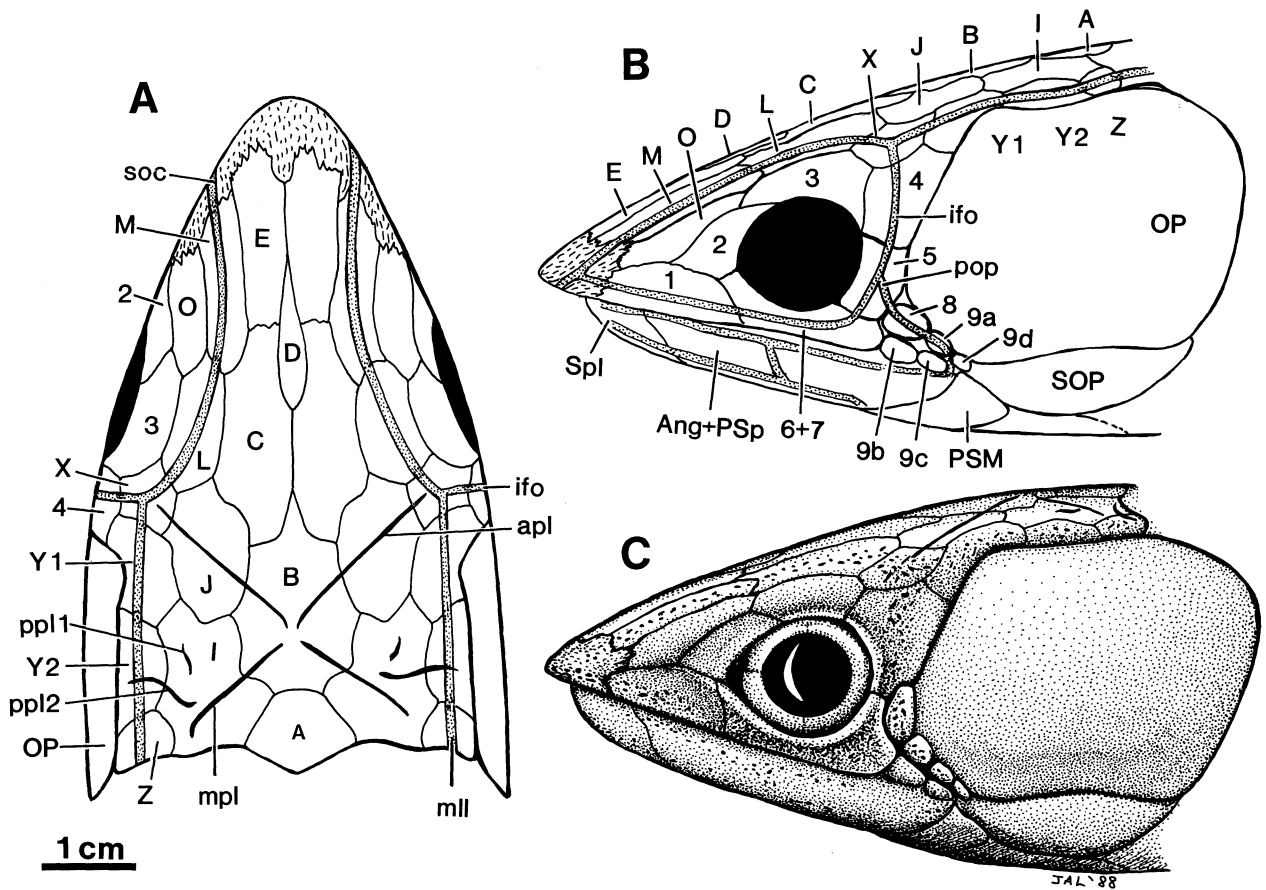 A
soc
M
E
2
O
D
3
C
L
X
4
ifo
apl
Y1
B
J
ppl1
I
Y2
ppl2
A
OP
Z
mpl
mll
1 cm
B
A
I
B
J
X
C
L
D
O
M
E
Y1
Y2
Z
3
4
ifo
OP
2
5
pop
1
8
9a
9d
Spl
SOP
Ang+PSp
6+7
9b
9c
PSM
C
JAL '88